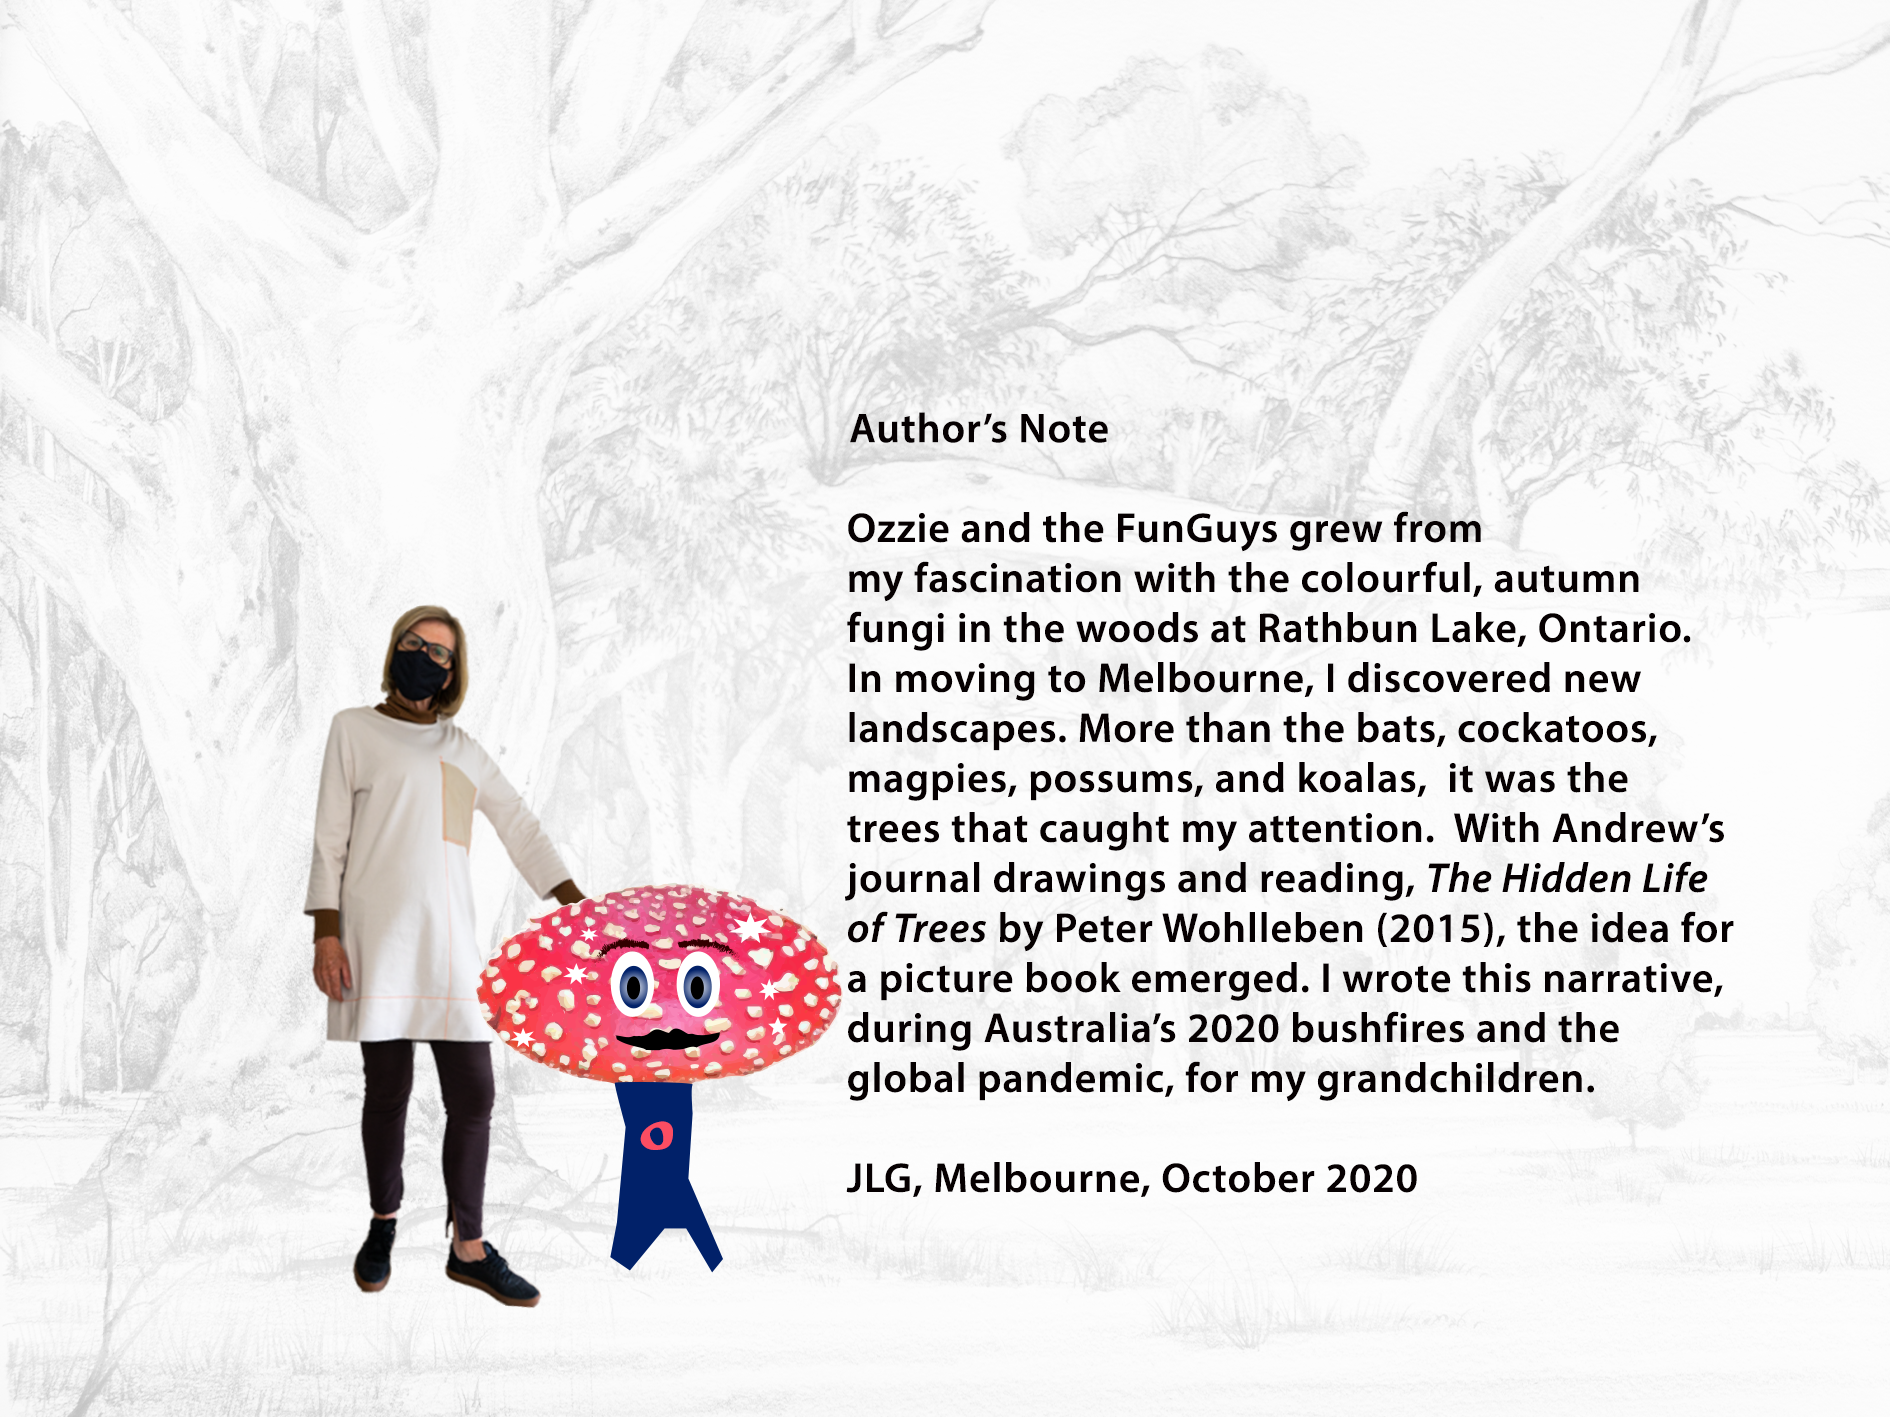 Author’s Note
Ozzie and the FunGuys grew from
my fascination with the colourful, autumn
fungi in the woods at Rathbun Lake, Ontario.
In moving to Melbourne, I discovered new
landscapes. More than the bats, cockatoos,
magpies, possums, and koalas,  it was the
trees that caught my attention.  With Andrew’s
journal drawings and reading, The Hidden Life
of Trees by Peter Wohlleben (2015), the idea for
a picture book emerged. I wrote this narrative,
during Australia’s 2020 bushfires and the
global pandemic, for my grandchildren.
JLG, Melbourne, October 2020
O